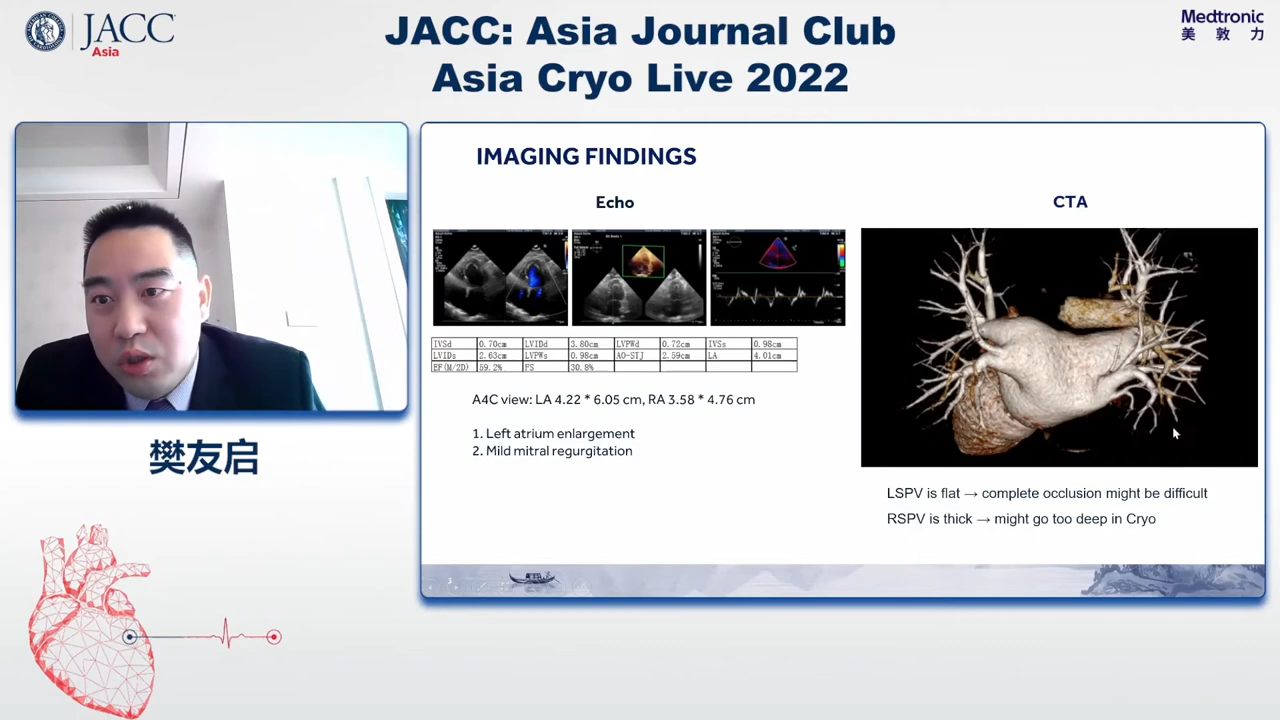 JACC
Asia
JACC: Asia Journal Club
Asia Cryo Live 2022
Medtronic
美敦力
IMAGING FINDINGS
Echo
CTA
IVSd 0.70cm LVIDd 3.80cm LVPWd 0.72cm IVSs 0.98cm
LVIDs 2.63cm LVPWs 0.98cm AO-STJ 2.59cm LA 4.01cm
EF(M/2D) 59.2% FS 30.8%
A4C view: LA 4.22 * 6.05 cm, RA 3.58 * 4.76 cm
1. Left atrium enlargement
2. Mild mitral regurgitation
LSPV is flat → complete occlusion might be difficult
RSPV is thick → might go too deep in Cryo
3
樊友启